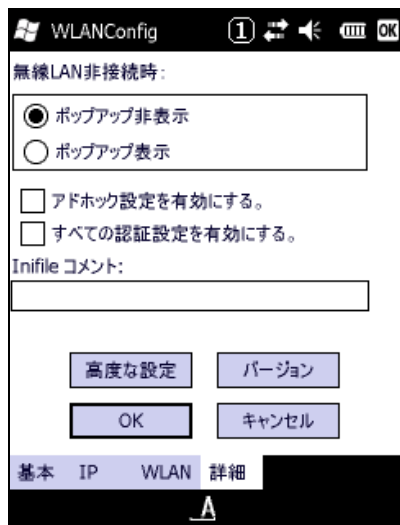 WLANConfig 1 OK
無線LAN非接続時:
ポップアップ非表示
ポップアップ表示
アドホック設定を有効にする。
すべての認証設定を有効にする。
Inifile コメント:
高度な設定 バージョン
OK キャンセル
基本 IP WLAN 詳細
A